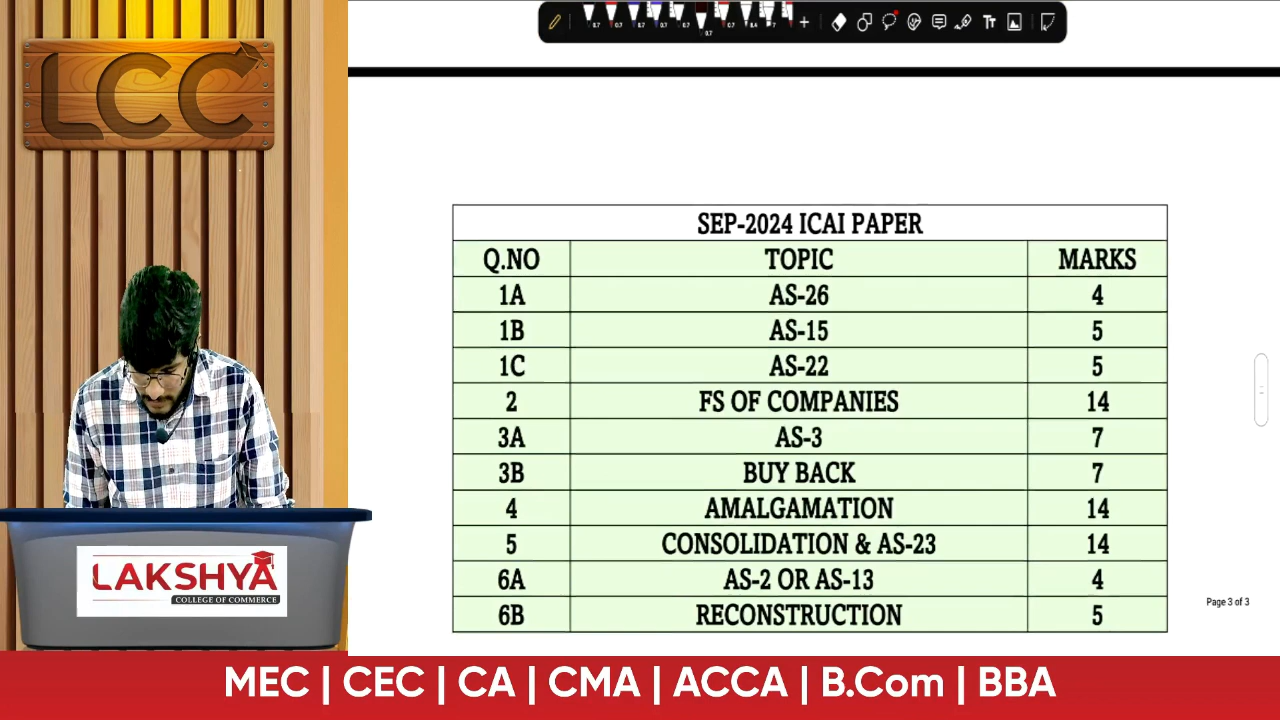 LCC
SEP-2024 ICAI PAPER
Q.NO TOPIC MARKS
1A AS-26 4
1B AS-15 5
1C AS-22 5
2 FS OF COMPANIES 14
3A AS-3 7
3B BUY BACK 7
4 AMALGAMATION 14
5 CONSOLIDATION & AS-23 14
6A AS-2 OR AS-13 4
6B RECONSTRUCTION 5
Page 3 of 3
LAKSHYA
COLLEGE OF COMMERCE
MEC | CEC | CA | CMA | ACCA | B.Com | BBA